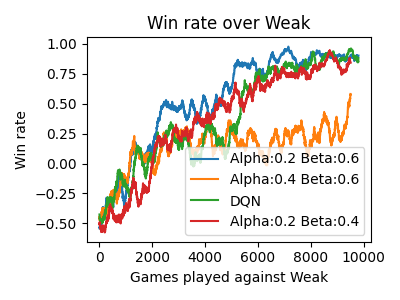 Win rate over Weak
Win rate
1.00
0.75
0.50
0.25
0.00
−0.25
−0.50
Alpha:0.2 Beta:0.6
Alpha:0.4 Beta:0.6
DQN
Alpha:0.2 Beta:0.4
0 2000 4000 6000 8000 10000
Games played against Weak